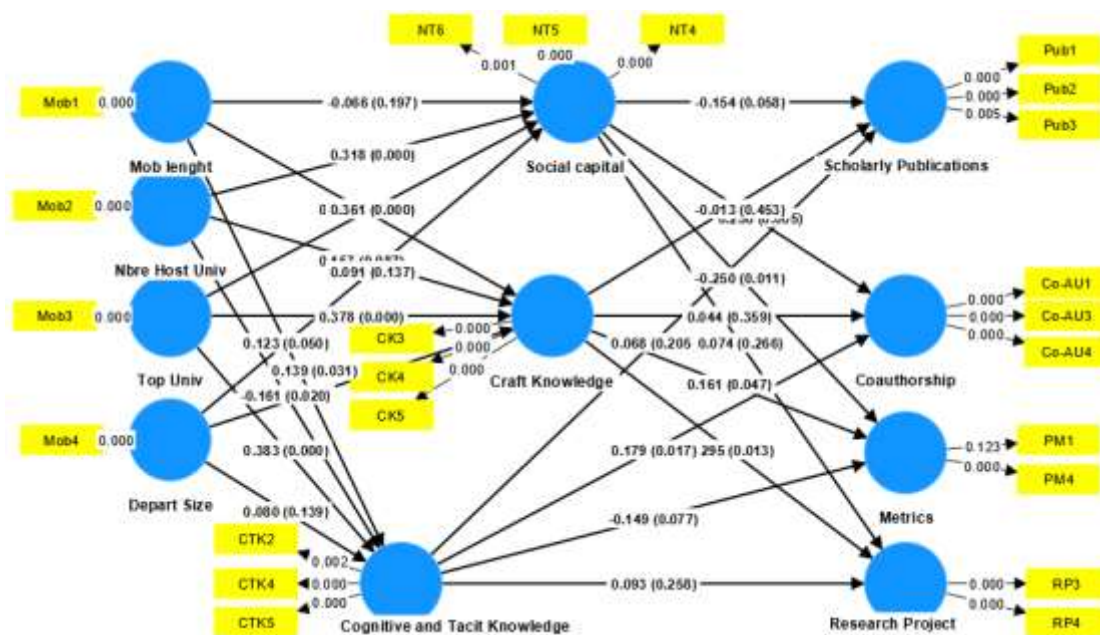 NT6
NT5
NT4
0.001
0.000
0.000
Mob1
0.000
-0.066 (0.197)
-0.154 (0.058)
Pub1
0.000
Pub2
0.000
Pub3
0.005
Mob lenght
Social capital
Scholarly Publications
0.318 (0.000)
Mob2
0.000
0.361 (0.000)
-0.013 (0.453)
Nbre Host Univ
0.091 (0.137)
-0.250 (0.011)
Mob3
0.000
0.378 (0.000)
0.044 (0.359)
Co-AU1
0.000
Co-AU3
0.000
Co-AU4
0.000
CK3
0.000
CK4
0.000
CK5
0.000
Top Univ
0.123 (0.050)
0.068 (0.205
0.074 (0.266)
Craft Knowledge
Coauthorship
0.139 (0.031)
-0.161 (0.020)
0.161 (0.047)
Mob4
0.000
0.383 (0.000)
0.179 (0.017)
295 (0.013)
PM1
0.123
PM4
0.000
Depart Size
Metrics
0.080 (0.139)
-0.149 (0.077)
CTK2
0.002
CTK4
0.000
CTK5
0.000
0.093 (0.258)
RP3
0.000
RP4
0.000
Cognitive and Tacit Knowledge
Research Project